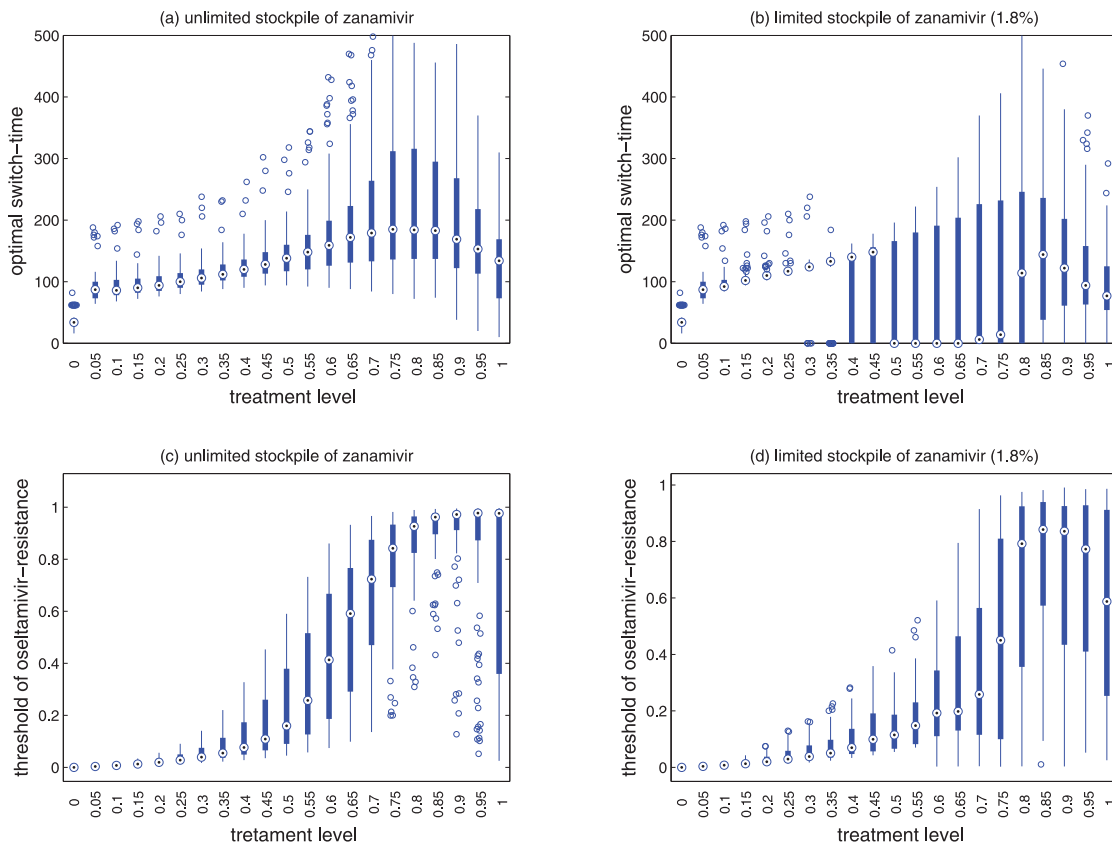 (a) unlimited stockpile of zanamivir
(b) limited stockpile of zanamivir (1.8%)
optimal switch−time
500
400
300
200
100
0
0 0.05 0.1 0.15 0.2 0.25 0.3 0.35 0.4 0.45 0.5 0.55 0.6 0.65 0.7 0.75 0.8 0.85 0.9 0.95 1
treatment level
optimal switch−time
500
400
300
200
100
0
0 0.05 0.1 0.15 0.2 0.25 0.3 0.35 0.4 0.45 0.5 0.55 0.6 0.65 0.7 0.75 0.8 0.85 0.9 0.95 1
treatment level
(c) unlimited stockpile of zanamivir
(d) limited stockpile of zanamivir (1.8%)
threshold of oseltamivir−resistance
1
0.8
0.6
0.4
0.2
0
0 0.05 0.1 0.15 0.2 0.25 0.3 0.35 0.4 0.45 0.5 0.55 0.6 0.65 0.7 0.75 0.8 0.85 0.9 0.95 1
tretament level
threshold of oseltamivir−resistance
1
0.8
0.6
0.4
0.2
0
0 0.05 0.1 0.15 0.2 0.25 0.3 0.35 0.4 0.45 0.5 0.55 0.6 0.65 0.7 0.75 0.8 0.85 0.9 0.95 1
treatment level